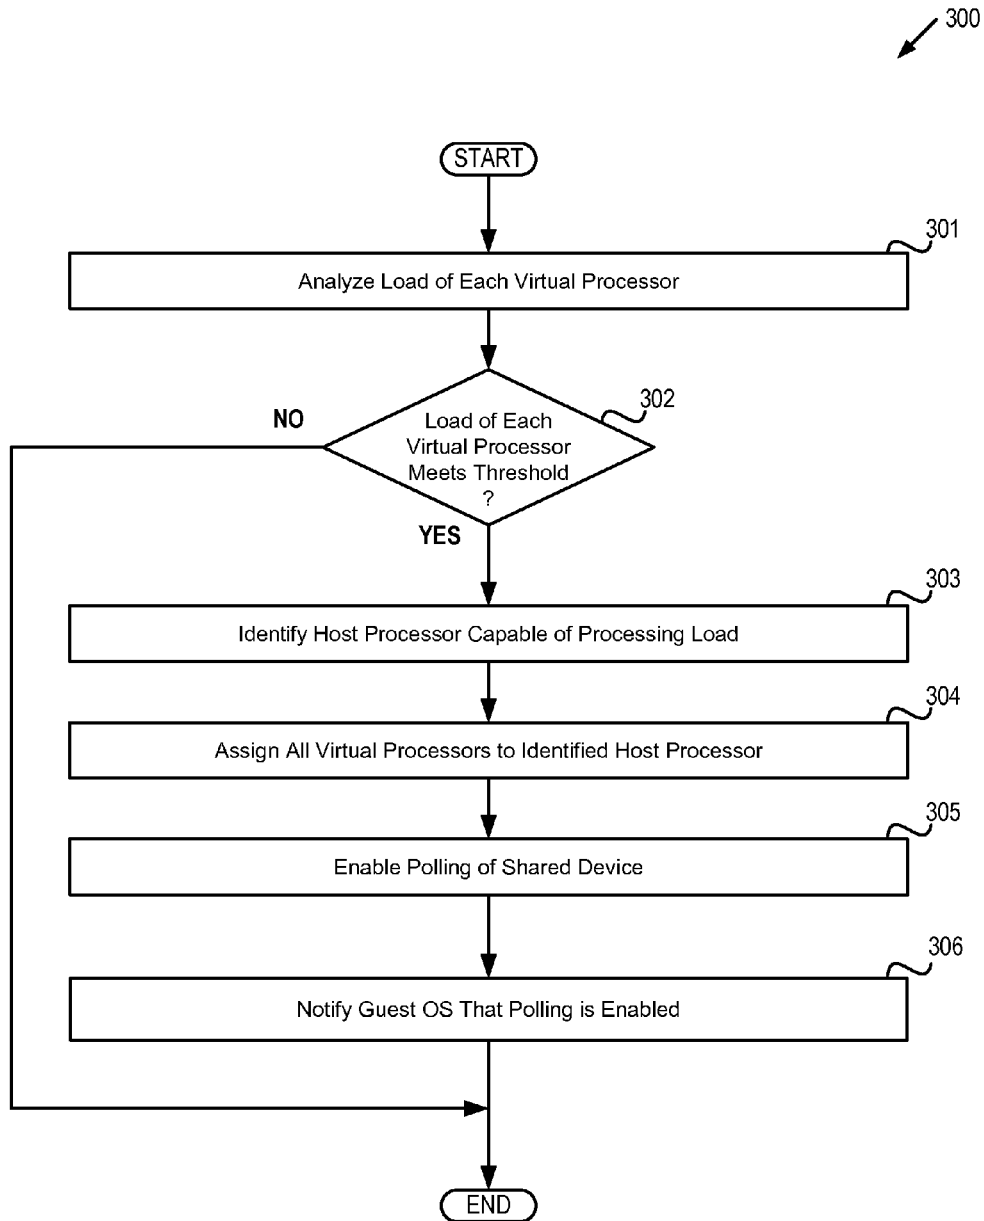 300
START
301
Analyze Load of Each Virtual Processor
302
NO
Load of Each
Virtual Processor
Meets Threshold
?
YES
303
Identify Host Processor Capable of Processing Load
304
Assign All Virtual Processors to Identified Host Processor
305
Enable Polling of Shared Device
306
Notify Guest OS That Polling is Enabled
END